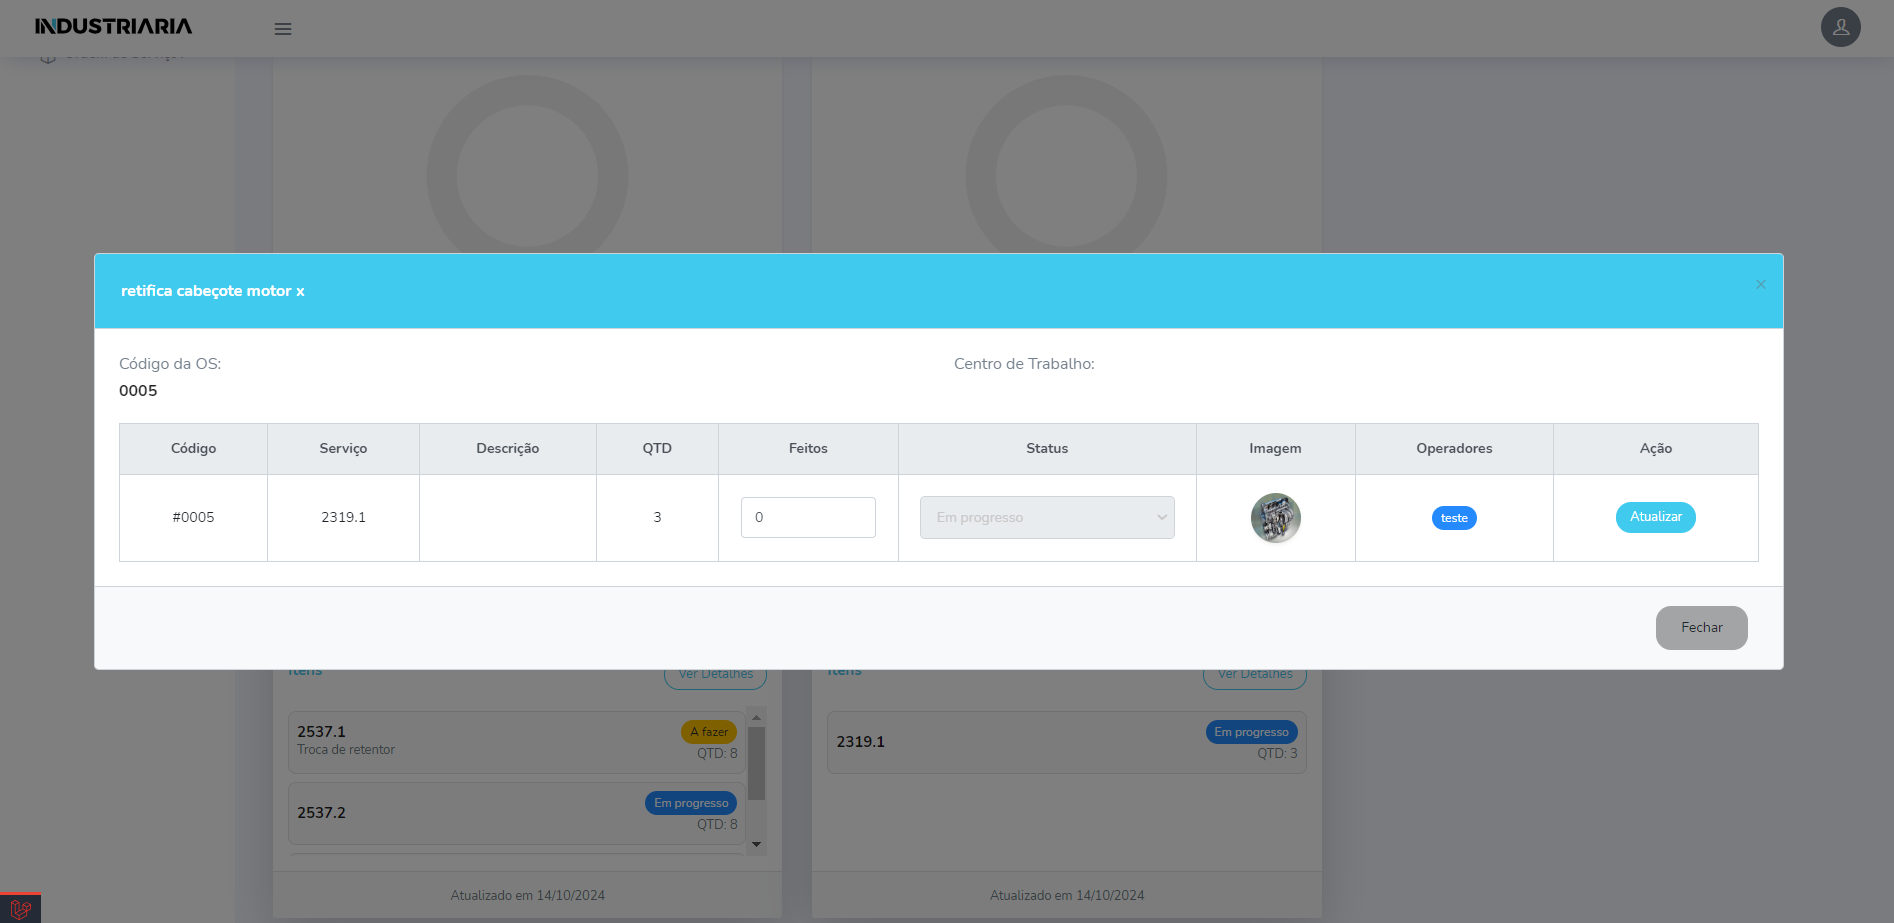 INDUSTRIARIA
retifica cabeçote motor x
×
Código da OS:
0005
Centro de Trabalho:
Código Serviço Descrição QTD Feitos Status Imagem Operadores Ação
#0005 2319.1 3 0 Em progresso teste Atualizar
Fechar
Itens
Ver Detalhes
2537.1
A fazer
Troca de retentor
QTD: 8
2537.2
Em progresso
QTD: 8
Atualizado em 14/10/2024
Itens
Ver Detalhes
2319.1
Em progresso
QTD: 3
Atualizado em 14/10/2024